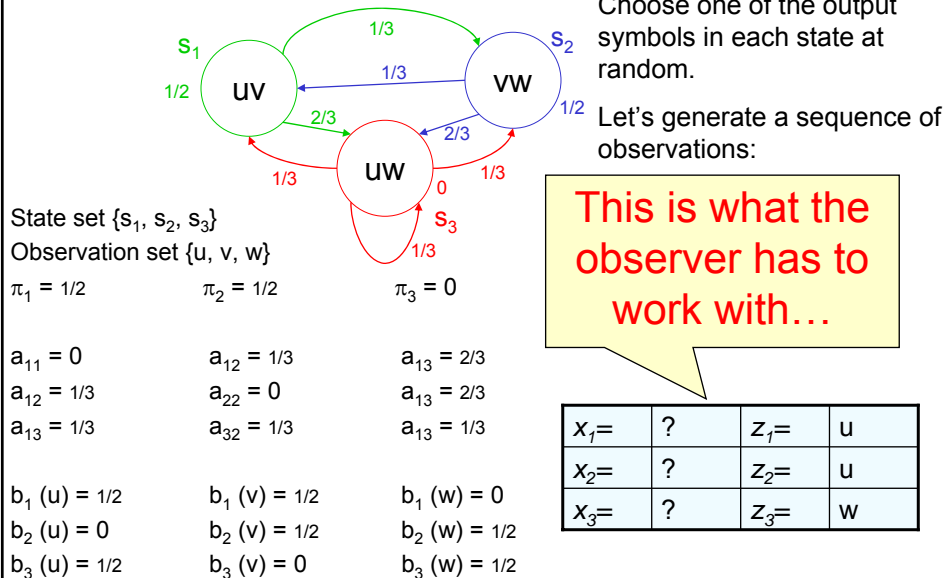 Choose one of the output
symbols in each state at
random.
Let's generate a sequence of
observations:
1/3
s1
s2
1/2
uv
1/3
vw
1/2
2/3
2/3
uw
1/3
0
1/3
s3
1/3
State set {s1, s2, s3}
Observation set {u, v, w}
π1 = 1/2 π2 = 1/2 π3 = 0
a11 = 0 a12 = 1/3 a13 = 2/3
a12 = 1/3 a22 = 0 a13 = 2/3
a13 = 1/3 a32 = 1/3 a13 = 1/3
b1 (u) = 1/2 b1 (v) = 1/2 b1 (w) = 0
b2 (u) = 0 b2 (v) = 1/2 b2 (w) = 1/2
b3 (u) = 1/2 b3 (v) = 0 b3 (w) = 1/2
This is what the
observer has to
work with…
x1= ? z1= u
x2= ? z2= u
x3= ? z3= w